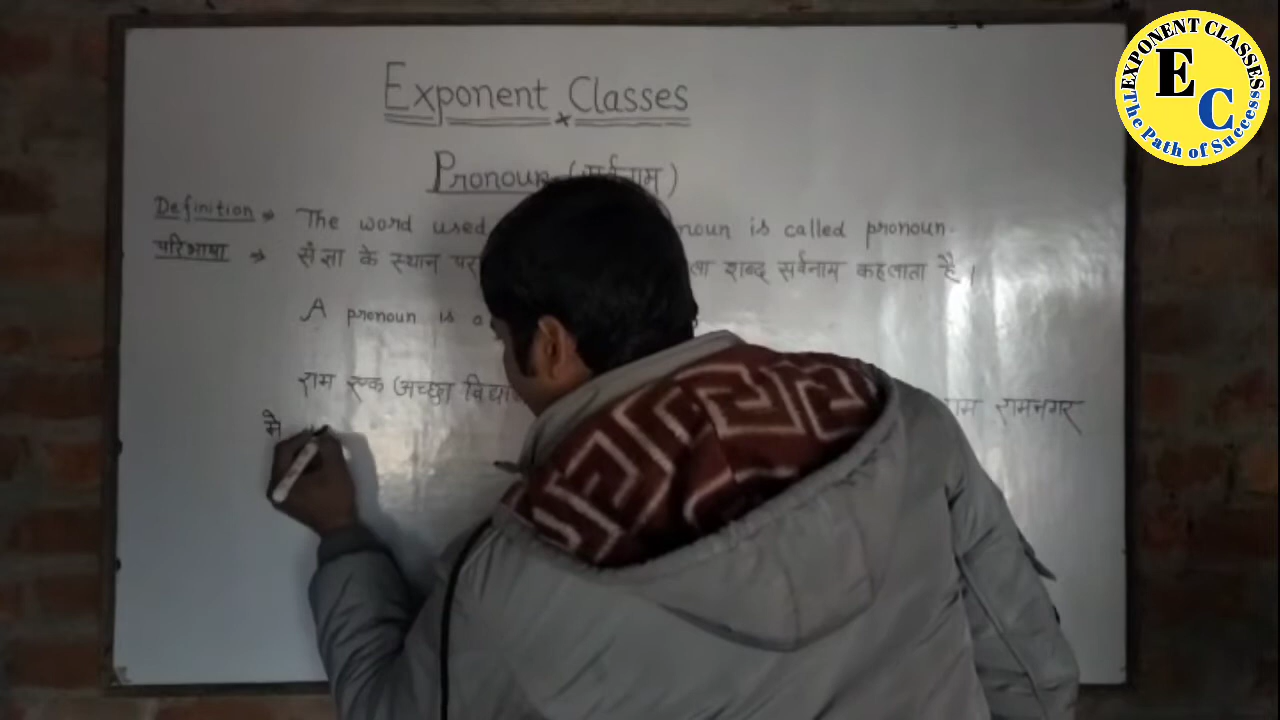 Exponent Classes
Pronoun (सर्वनाम)
Definition ⇒ The word used noun is called pronoun.
परिभाषा ⇒ सँज्ञा के स्थान पर शब्द सर्वनाम कहलाता है।
A pronoun is a
राम एक अच्छा रामनगर
मे
EXPONENT CLASSES
EC
The Path of Success